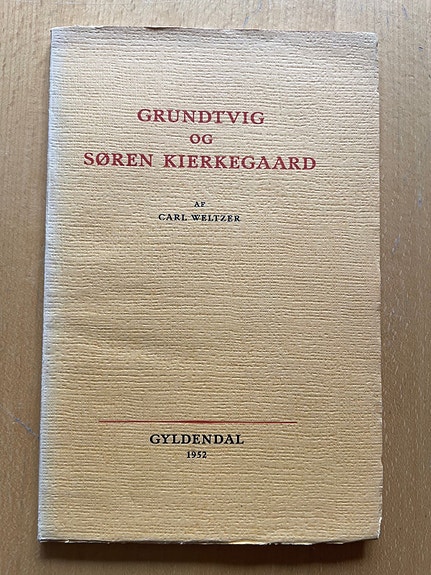 GRUNDTVIG
OG
SØREN KIERKEGAARD
AF
CARL WELTZER
GYLDENDAL
1952